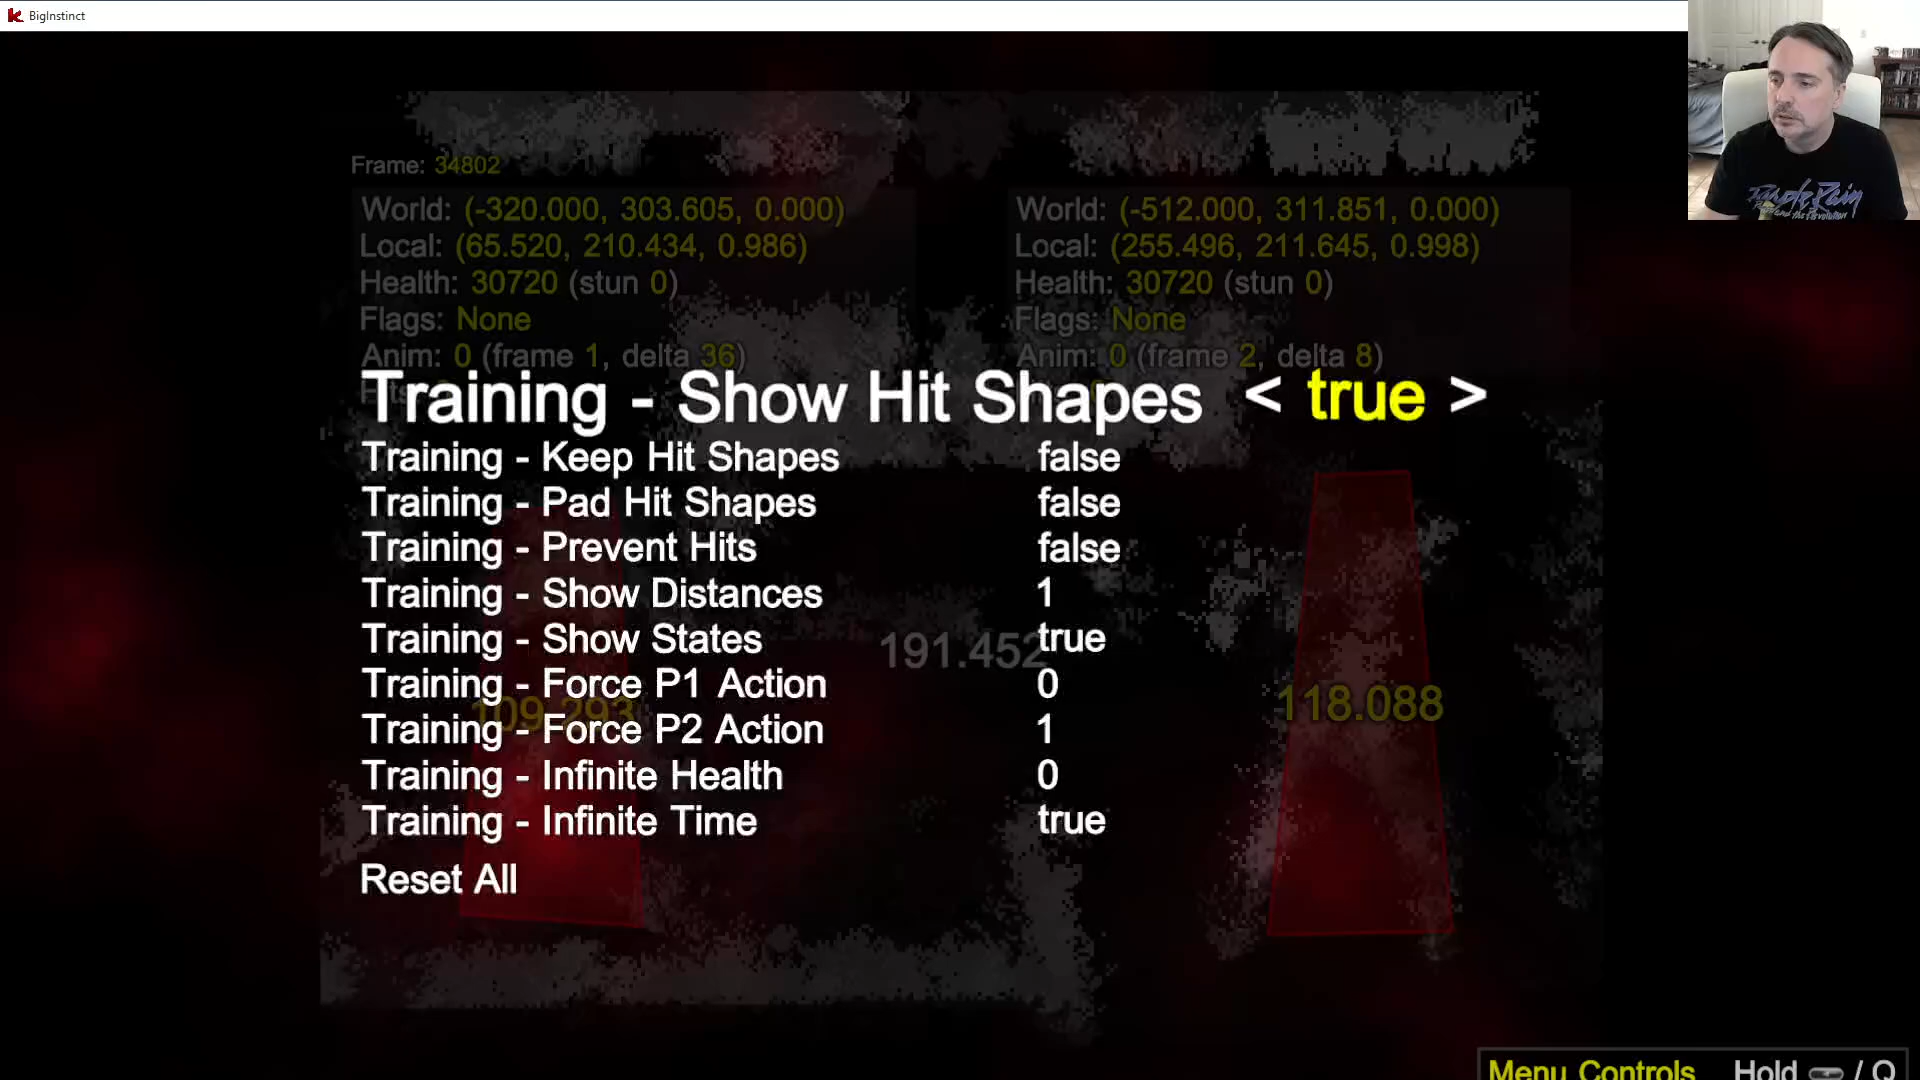 BigInstinct
Frame: 34802
World: (-320.000, 303.605, 0.000)
Local: (65.520, 210.434, 0.986)
Health: 30720 (stun 0)
Flags: None
Anim: 0 (frame 1, delta 36)
Hits:
World: (-512.000, 311.851, 0.000)
Local: (255.496, 211.645, 0.998)
Health: 30720 (stun 0)
Flags: None
Anim: 0 (frame 2, delta 8)
Training - Show Hit Shapes < true >
Training - Keep Hit Shapes false
Training - Pad Hit Shapes false
Training - Prevent Hits false
Training - Show Distances 1
Training - Show States true
191.452
Training - Force P1 Action 0
109.293
118.088
Training - Force P2 Action 1
Training - Infinite Health 0
Training - Infinite Time true
Reset All
Menu Controls Hold / Q
Purple Rain